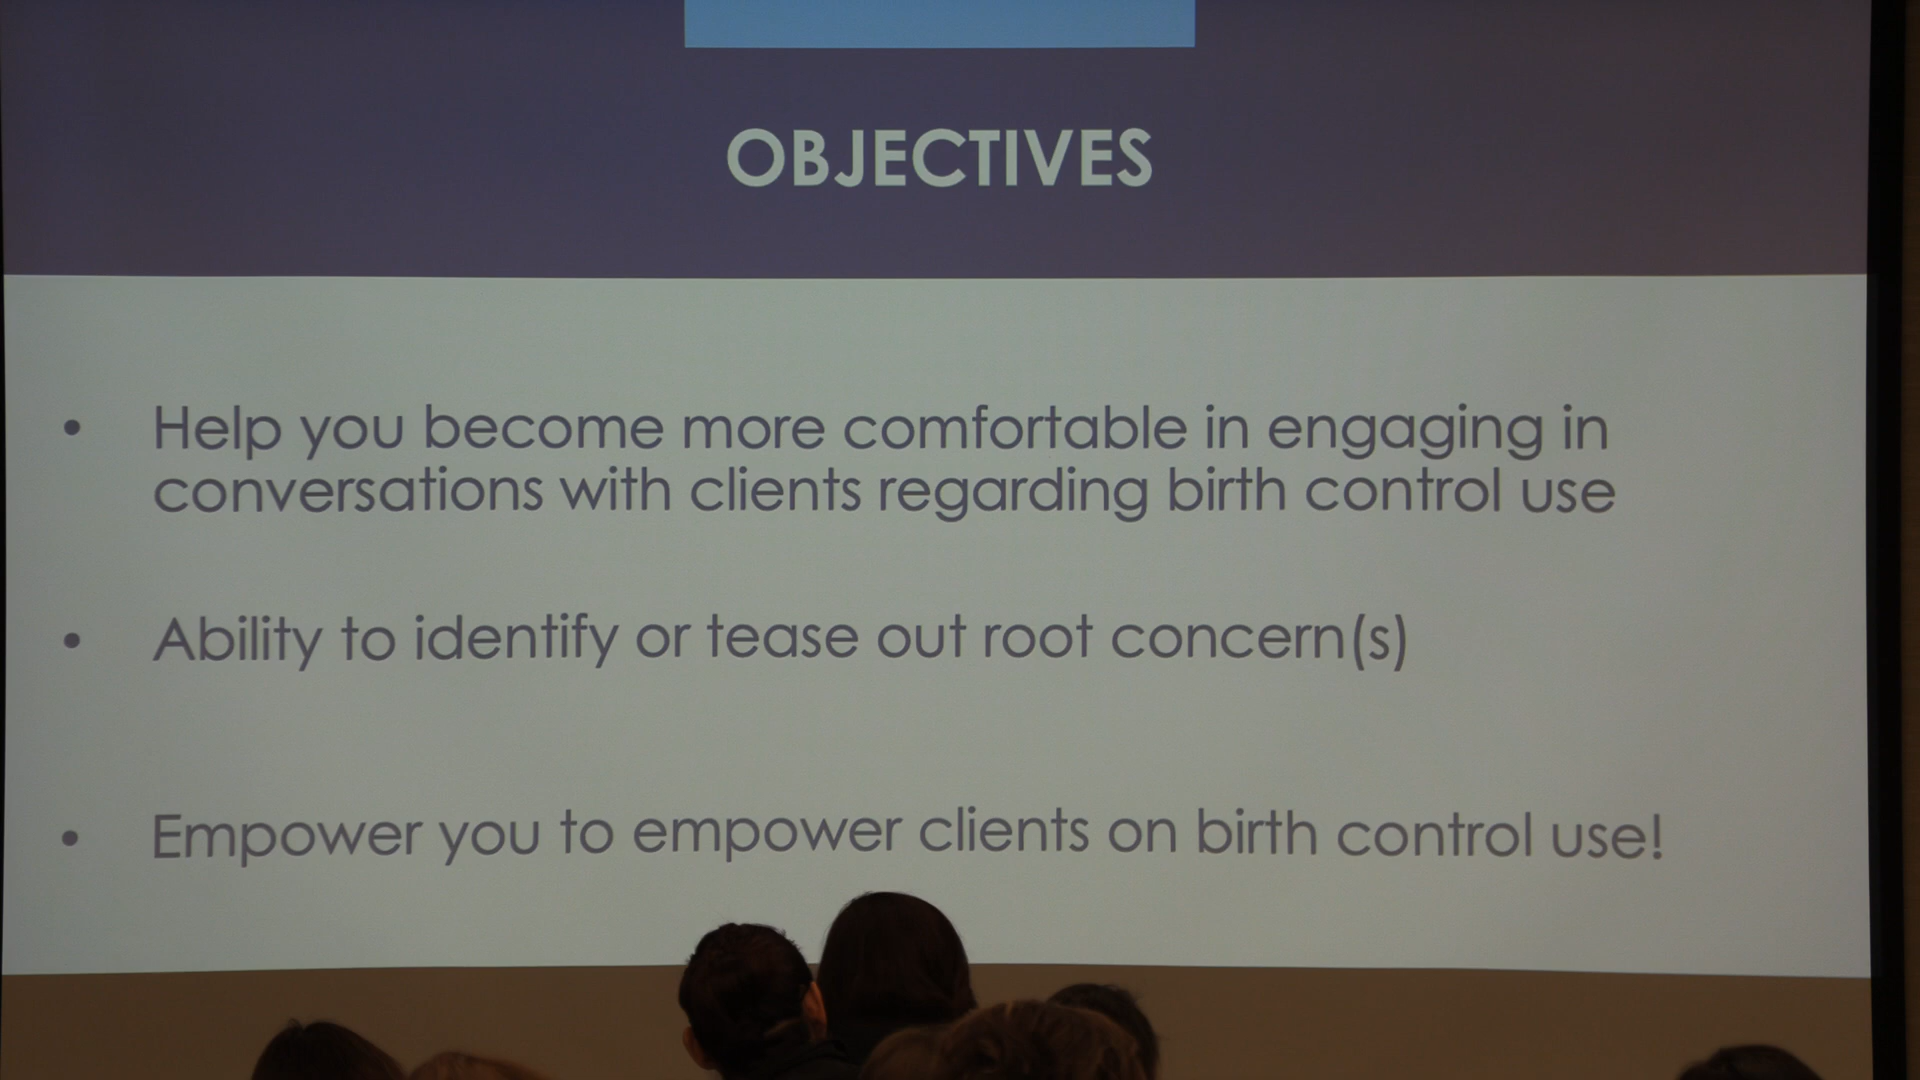 OBJECTIVES
• Help you become more comfortable in engaging in
conversations with clients regarding birth control use
• Ability to identify or tease out root concern(s)
• Empower you to empower clients on birth control use!